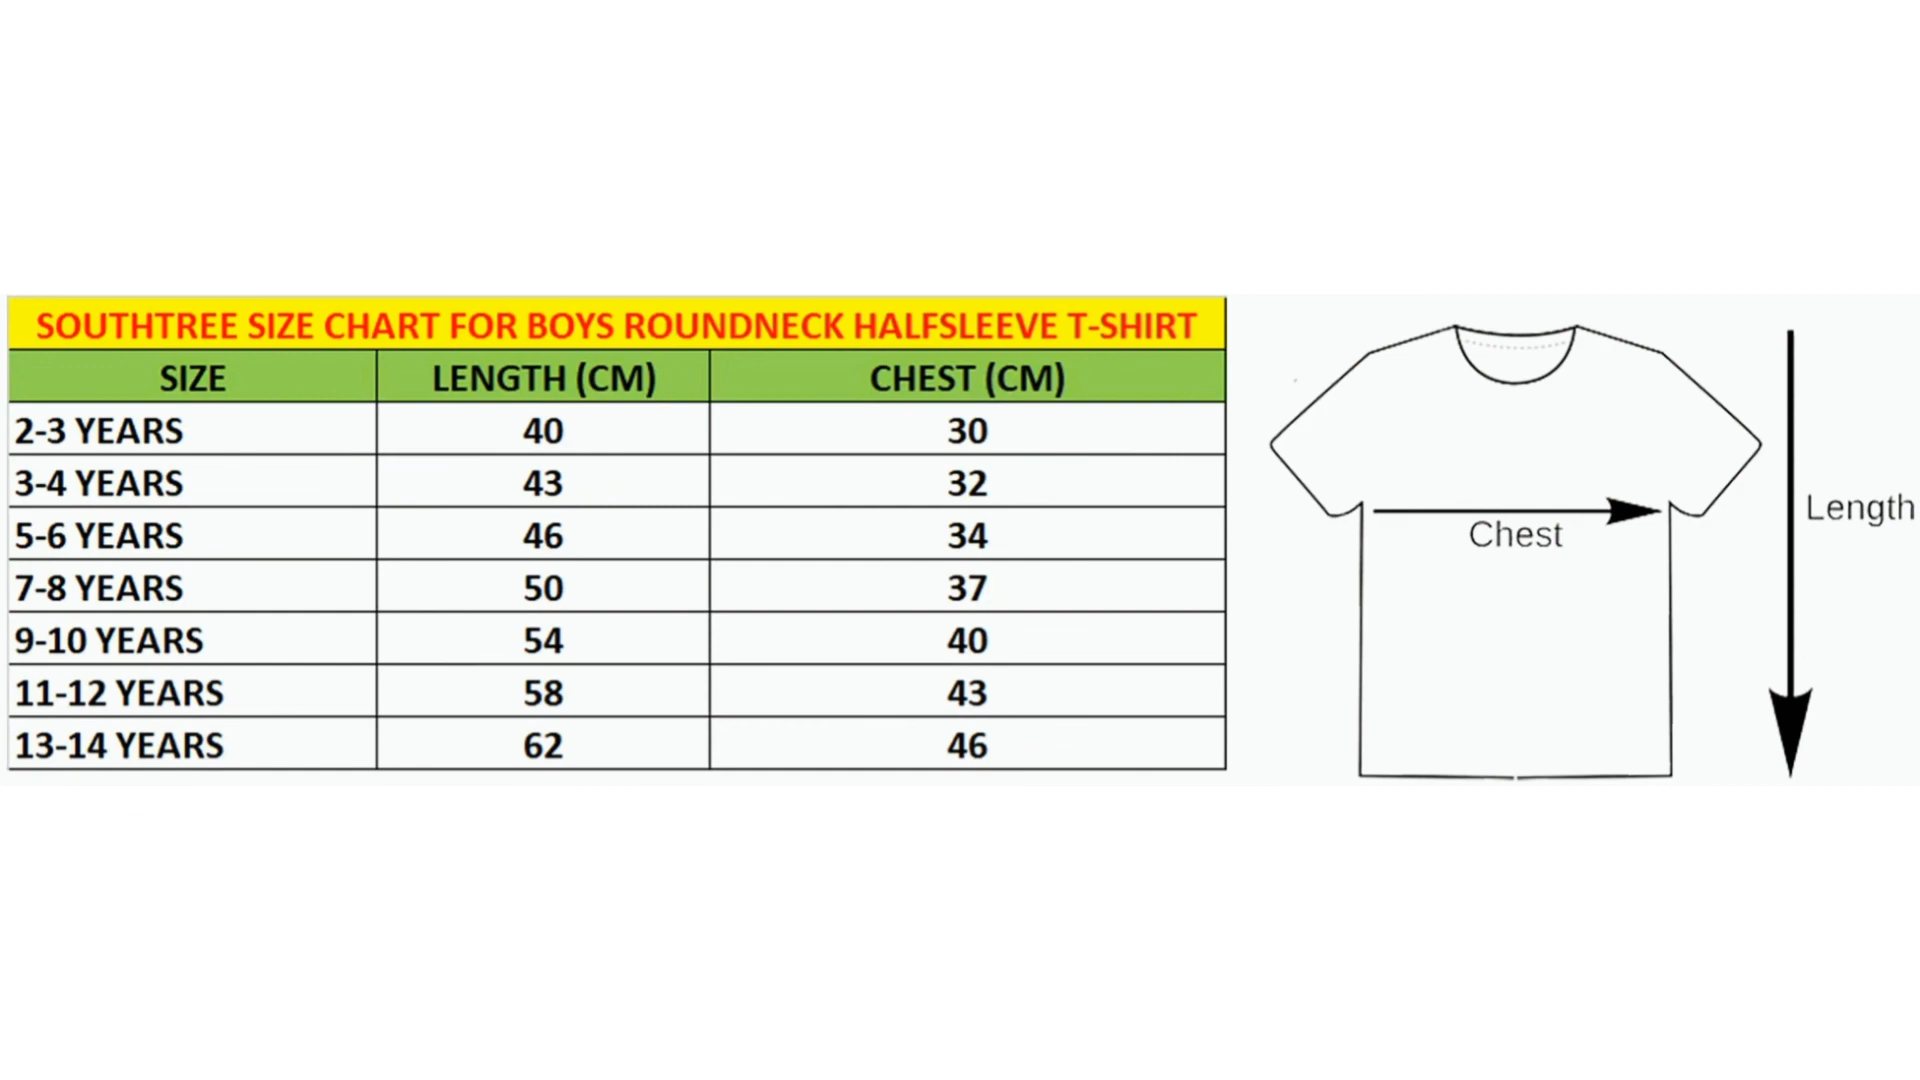 SOUTHTREE SIZE CHART FOR BOYS ROUNDNECK HALFSLEEVE T-SHIRT
SIZE LENGTH (CM) CHEST (CM)
2-3 YEARS 40 30
3-4 YEARS 43 32
5-6 YEARS 46 34
7-8 YEARS 50 37
9-10 YEARS 54 40
11-12 YEARS 58 43
13-14 YEARS 62 46
Chest
Length